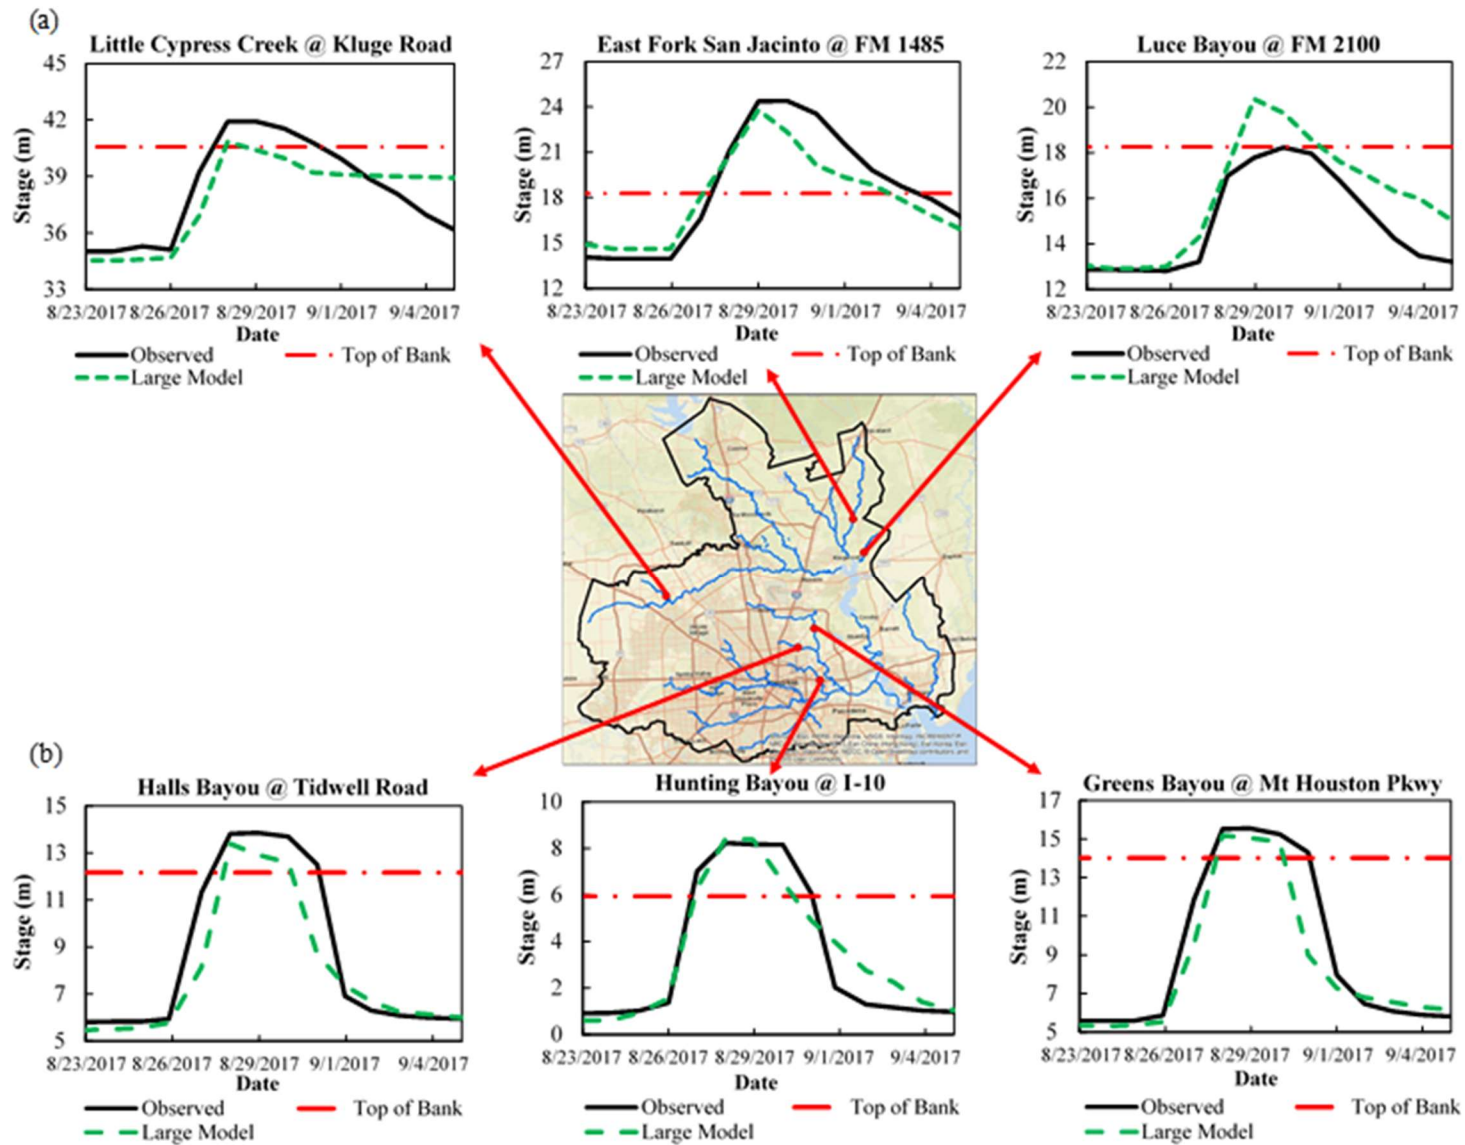 (a)
Little Cypress Creek @ Kluge Road
45
42
39
36
33
Stage (m)
8/23/2017 8/26/2017 8/29/2017 9/1/2017 9/4/2017
Date
Observed Top of Bank
Large Model
East Fork San Jacinto @ FM 1485
27
24
21
18
15
12
Stage (m)
8/23/2017 8/26/2017 8/29/2017 9/1/2017 9/4/2017
Date
Observed Top of Bank
Large Model
Luce Bayou @ FM 2100
22
20
18
16
14
12
Stage (m)
8/23/2017 8/26/2017 8/29/2017 9/1/2017 9/4/2017
Date
Observed Top of Bank
Large Model
(b)
Halls Bayou @ Tidwell Road
15
13
11
9
7
5
Stage (m)
8/23/2017 8/26/2017 8/29/2017 9/1/2017 9/4/2017
Date
Observed Top of Bank
Large Model
Hunting Bayou @ I-10
10
8
6
4
2
0
Stage (m)
8/23/2017 8/26/2017 8/29/2017 9/1/2017 9/4/2017
Date
Observed Top of Bank
Large Model
Greens Bayou @ Mt Houston Pkwy
17
15
13
11
9
7
5
Stage (m)
8/23/2017 8/26/2017 8/29/2017 9/1/2017 9/4/2017
Date
Observed Top of Bank
Large Model